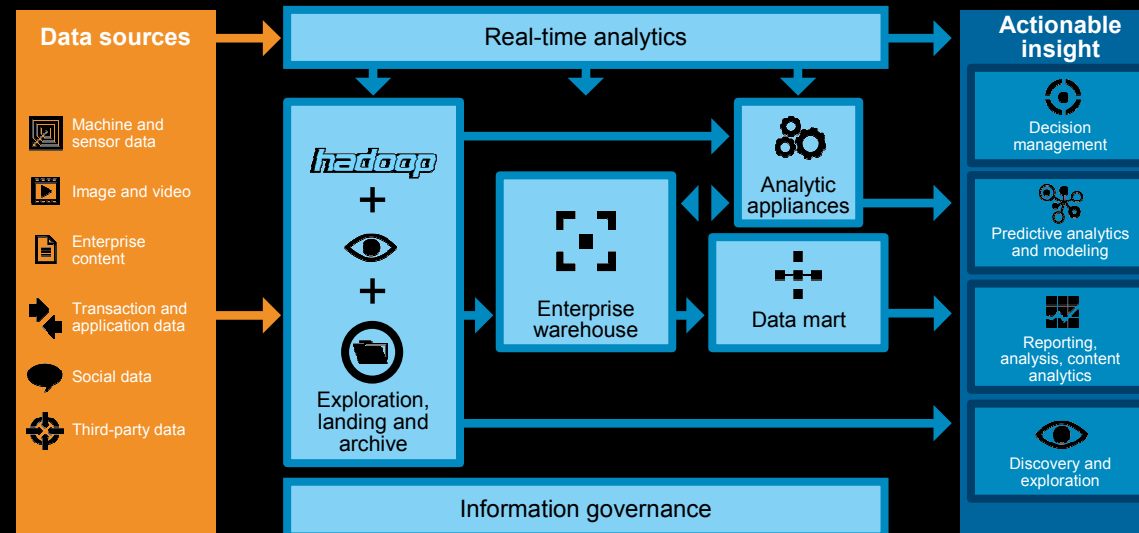 Data sources
Machine and
sensor data
Image and video
Enterprise
content
Transaction and
application data
Social data
Third-party data
Real-time analytics
hadoop
+
+
Exploration,
landing and
archive
Enterprise
warehouse
Analytic
appliances
Data mart
Information governance
Actionable
insight
Decision
management
Predictive analytics
and modeling
Reporting,
analysis, content
analytics
Discovery and
exploration